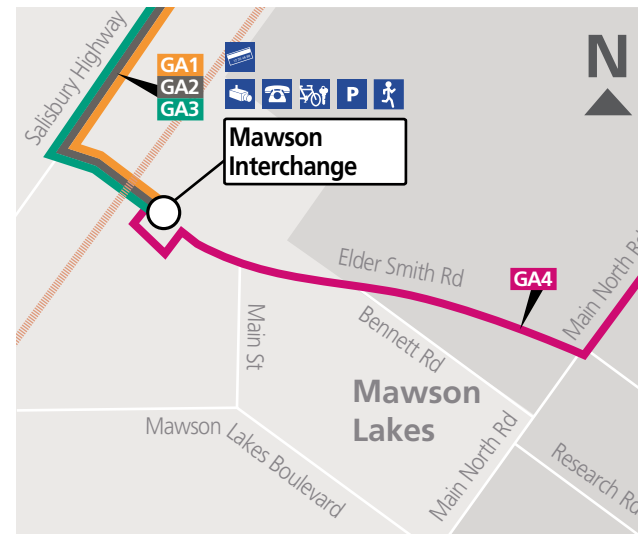 Salisbury Highway
GA1
GA2
GA3
N
P
Mawson
Interchange
Elder Smith Rd
GA4
Main North Rd
Main St
Bennett Rd
Mawson
Lakes
Mawson Lakes Boulevard
Main North Rd
Research Rd